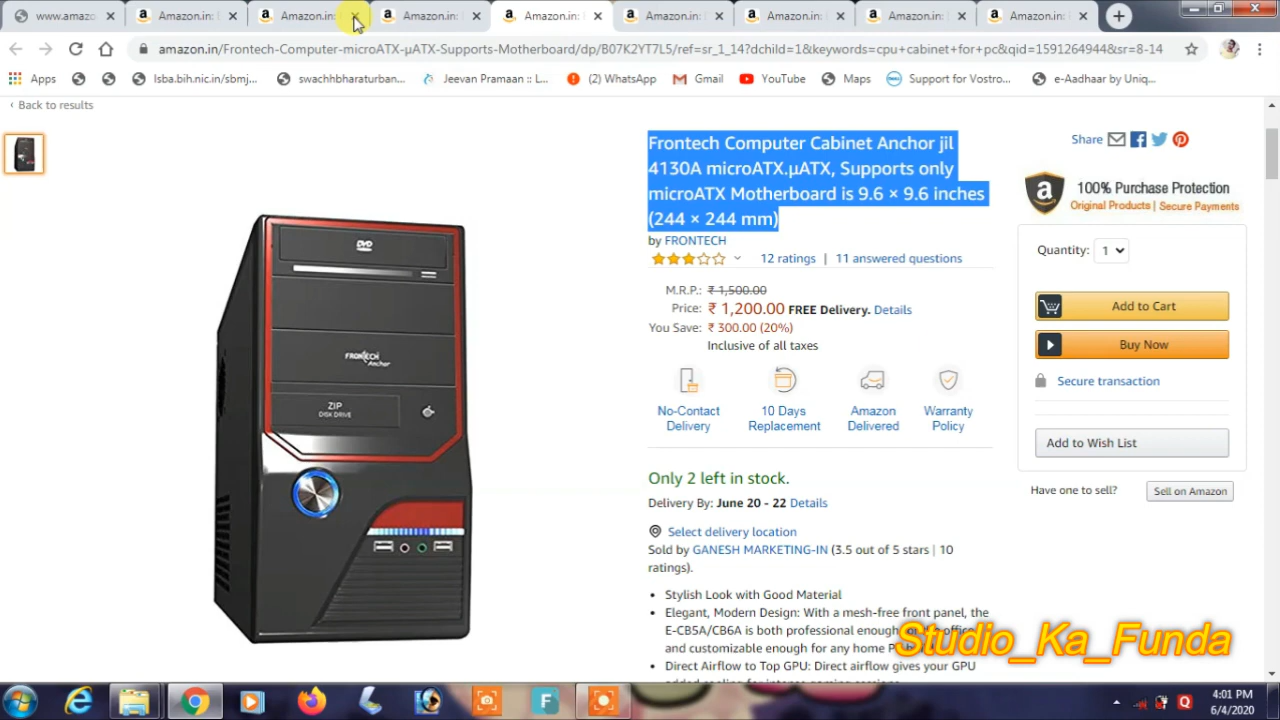 www.amazo
Amazon.in:
Amazon.in:
Amazon.in:
Amazon.in:
Amazon.in:
Amazon.in:
Amazon.in:
Amazon.in:
amazon.in/Frontech-Computer-microATX-µATX-Supports-Motherboard/dp/B07K2YT7L5/ref=sr_1_14?dchild=1&keywords=cpu+cabinet+for+pc&qid=1591264944&sr=8-14
Apps lsba.bih.nic.in/sbmj... swachhbharaturban... Jeevan Pramaan :: L... (2) WhatsApp Gmail YouTube Maps Support for Vostro... e-Aadhaar by Uniq...
‹ Back to results
Frontech Computer Cabinet Anchor jil
4130A microATX.µATX, Supports only
microATX Motherboard is 9.6 × 9.6 inches
(244 × 244 mm)
by FRONTECH
12 ratings | 11 answered questions
M.R.P.: ₹ 1,500.00
Price: ₹ 1,200.00 FREE Delivery. Details
You Save: ₹ 300.00 (20%)
Inclusive of all taxes
No-Contact
Delivery
10 Days
Replacement
Amazon
Delivered
Warranty
Policy
Only 2 left in stock.
Delivery By: June 20 - 22 Details
Select delivery location
Sold by GANESH MARKETING-IN (3.5 out of 5 stars | 10
ratings).
• Stylish Look with Good Material
• Elegant, Modern Design: With a mesh-free front panel, the
E-CB5A/CB6A is both professional enough
and customizable enough for any home
• Direct Airflow to Top GPU: Direct airflow gives your GPU
Share
a 100% Purchase Protection
Original Products | Secure Payments
Quantity: 1
Add to Cart
Buy Now
Secure transaction
Add to Wish List
Have one to sell? Sell on Amazon
DVD
FRONTECH
Anchor
ZIP
DISK DRIVE
Studio_Ka_Funda
4:01 PM
6/4/2020